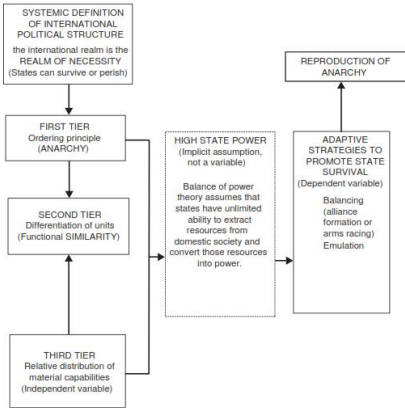 SYSTEMIC DEFINITION
OF INTERNATIONAL
POLITICAL STRUCTURE
the international realm is the
REALM OF NECESSITY
(States can survive or perish)
FIRST TIER
Ordering principle
(ANARCHY)
SECOND TIER
Differentiation of units
(Functional SIMILARITY)
THIRD TIER
Relative distribution of
material capabilities
(Independent variable)
HIGH STATE POWER
(Implicit assumption,
not a variable)
Balance of power
theory assumes that
states have unlimited
ability to extract
resources from
domestic society and
convert those resources
into power.
REPRODUCTION OF
ANARCHY
ADAPTIVE
STRATEGIES TO
PROMOTE STATE
SURVIVAL
(Dependent variable)
Balancing
(alliance
formation or
arms racing)
Emulation